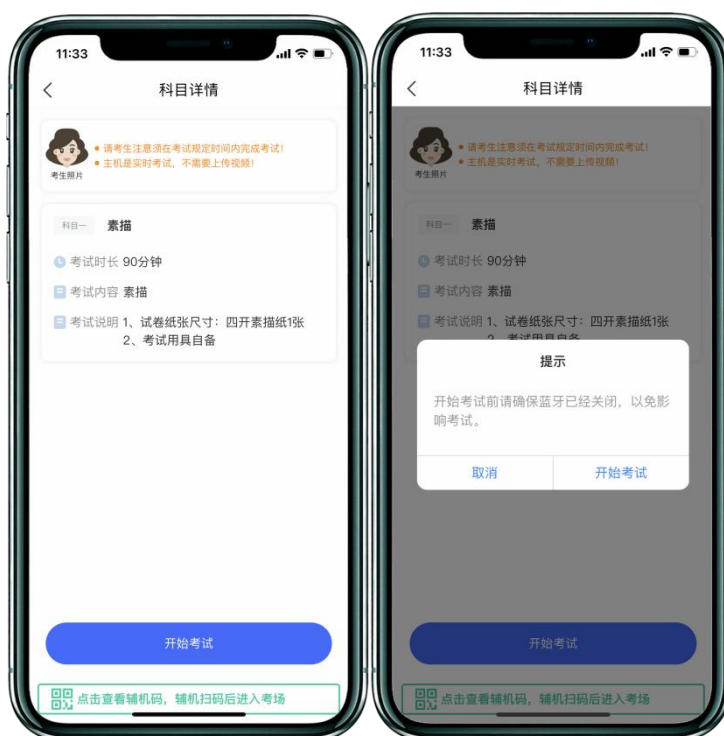 11:33
科目详情
考生照片
● 请考生注意须在考试规定时间内完成考试!
● 主机是实时考试，不需要上传视频!
科目一 素描
考试时长 90分钟
考试内容 素描
考试说明 1、试卷纸张尺寸：四开素描纸1张
2、考试用具自备
开始考试
点击查看辅机码，辅机扫码后进入考场
11:33
科目详情
考生照片
● 请考生注意须在考试规定时间内完成考试!
● 主机是实时考试，不需要上传视频!
科目一 素描
考试时长 90分钟
考试内容 素描
考试说明 1、试卷纸张尺寸：四开素描纸1张
2、考试用具自备
提示
开始考试前请确保蓝牙已经关闭，以免影
响考试。
取消 开始考试
开始考试
点击查看辅机码，辅机扫码后进入考场